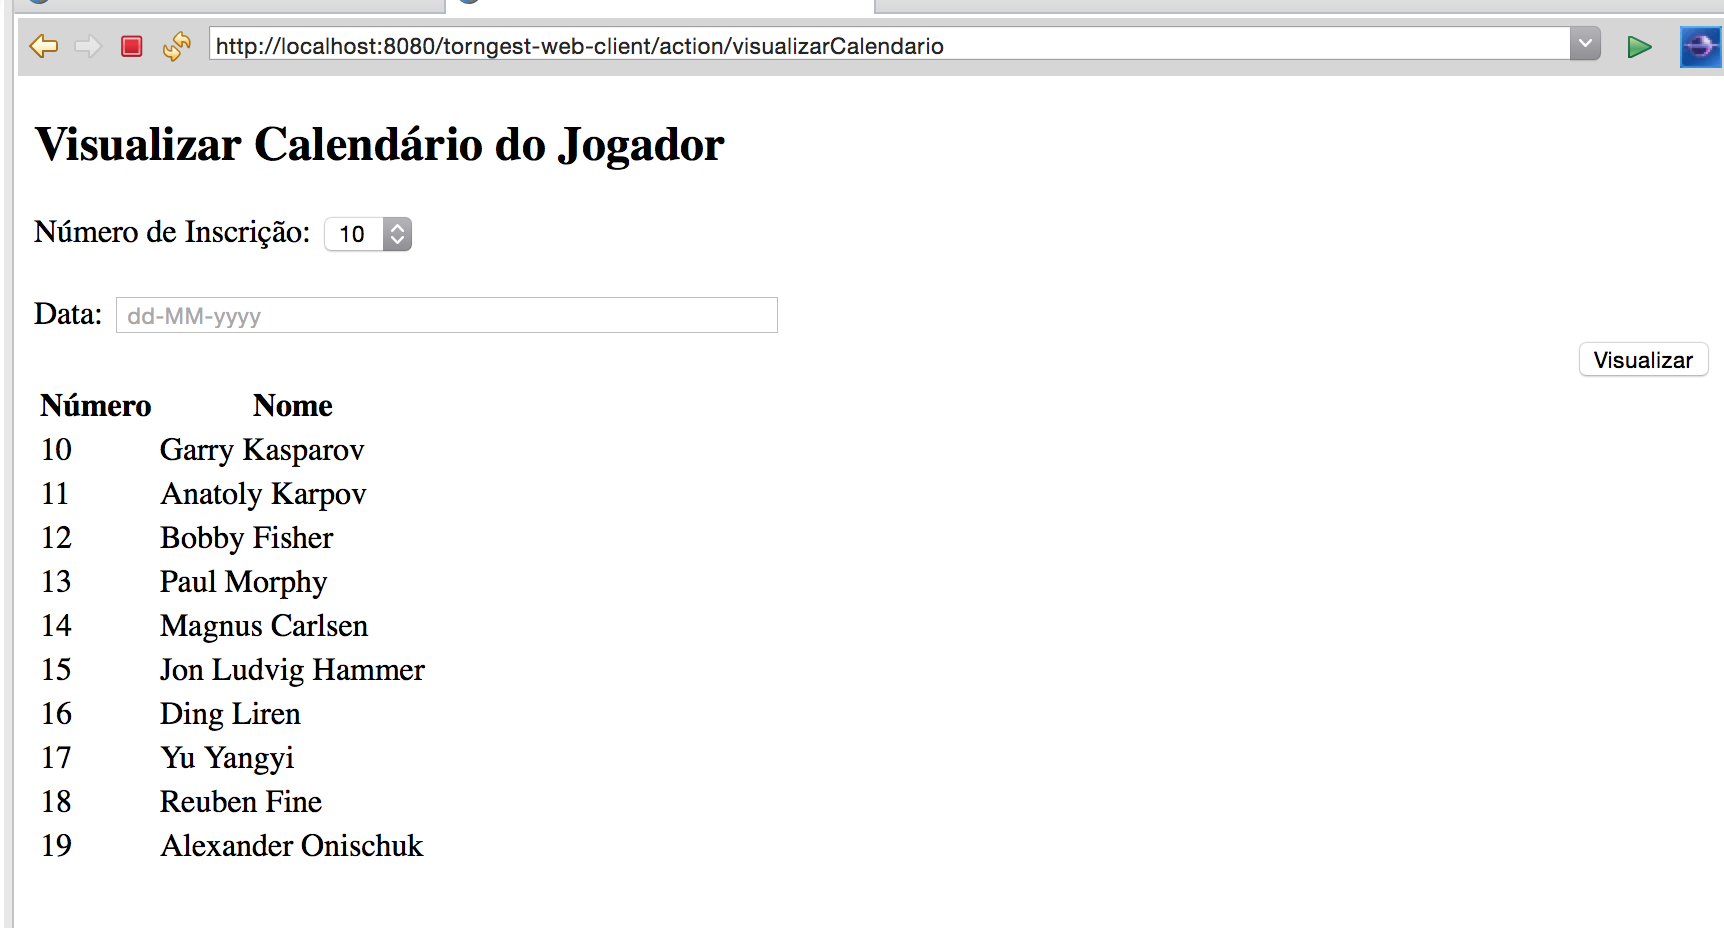 http://localhost:8080/torngest-web-client/action/visualizarCalendario
Visualizar Calendário do Jogador
Número de Inscrição: 10
Data: dd-MM-yyyy
Visualizar
Número Nome
10 Garry Kasparov
11 Anatoly Karpov
12 Bobby Fisher
13 Paul Morphy
14 Magnus Carlsen
15 Jon Ludvig Hammer
16 Ding Liren
17 Yu Yangyi
18 Reuben Fine
19 Alexander Onischuk